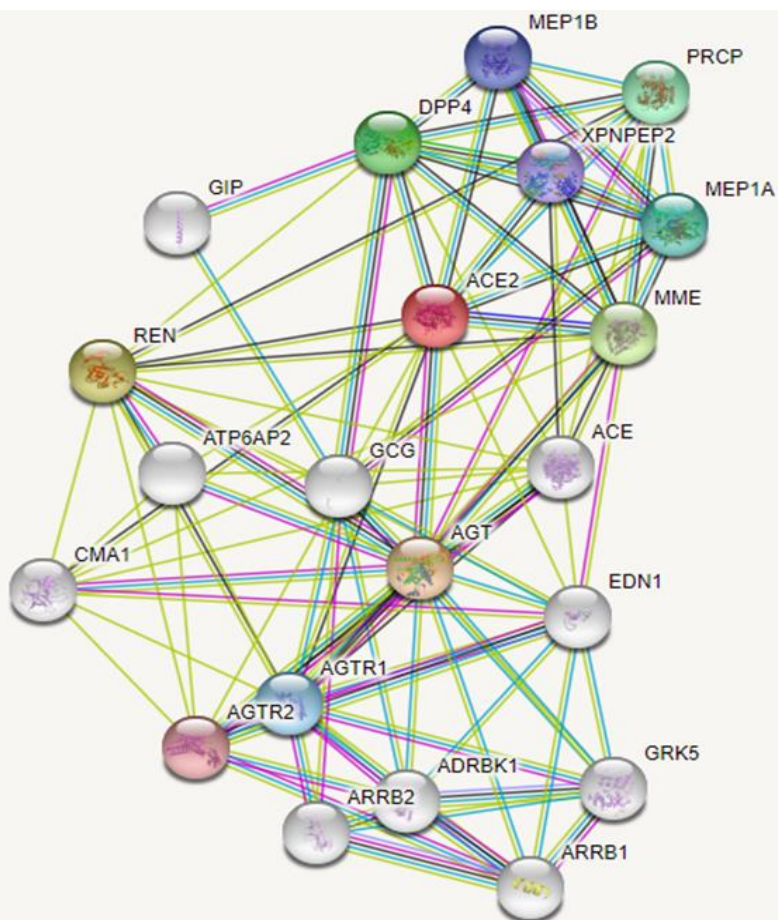 MEP1B
PRCP
DPP4
XPNPEP2
GIP
MEP1A
ACE2
MME
REN
ATP6AP2
GCG
ACE
AGT
CMA1
EDN1
AGTR1
AGTR2
ADRBK1
GRK5
ARRB2
ARRB1